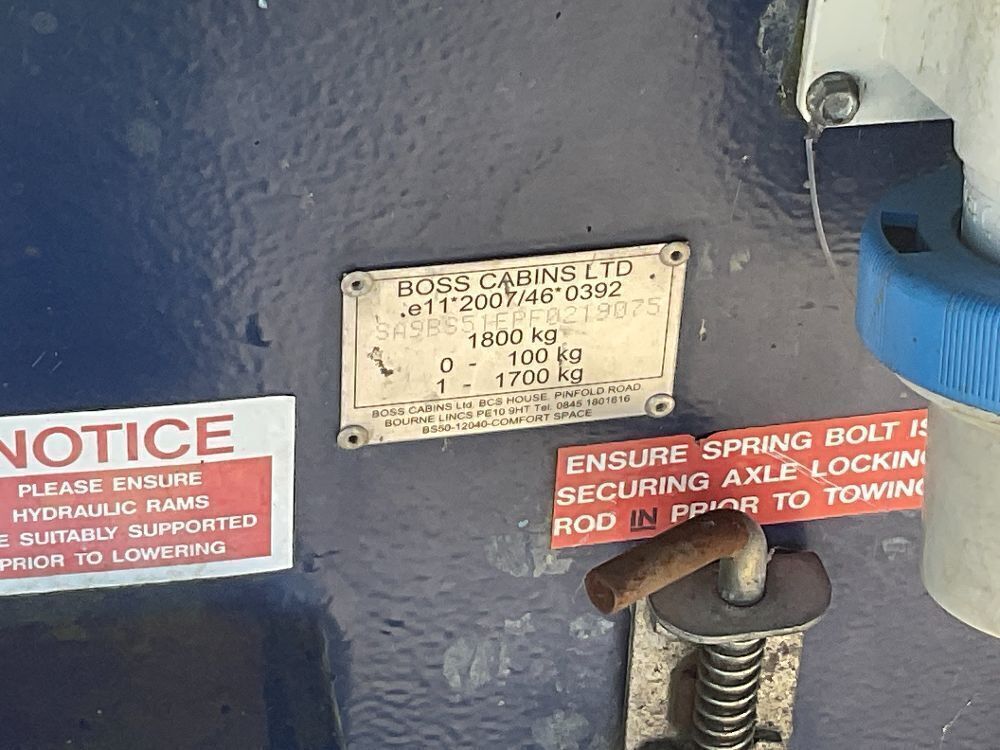 BOSS CABINS LTD
e11*2007/46*0392
SA9BS51EPF0219075
1800 kg
0 - 100 kg
1 - 1700 kg
BOSS CABINS Ltd. BCS HOUSE. PINFOLD ROAD
BOURNE LINCS PE10 9HT Tel. 0845 1801616
BS50-12040-COMFORT SPACE
NOTICE
PLEASE ENSURE
HYDRAULIC RAMS
E SUITABLY SUPPORTED
PRIOR TO LOWERING
ENSURE SPRING BOLT IS
SECURING AXLE LOCKING
ROD IN PRIOR TO TOWING